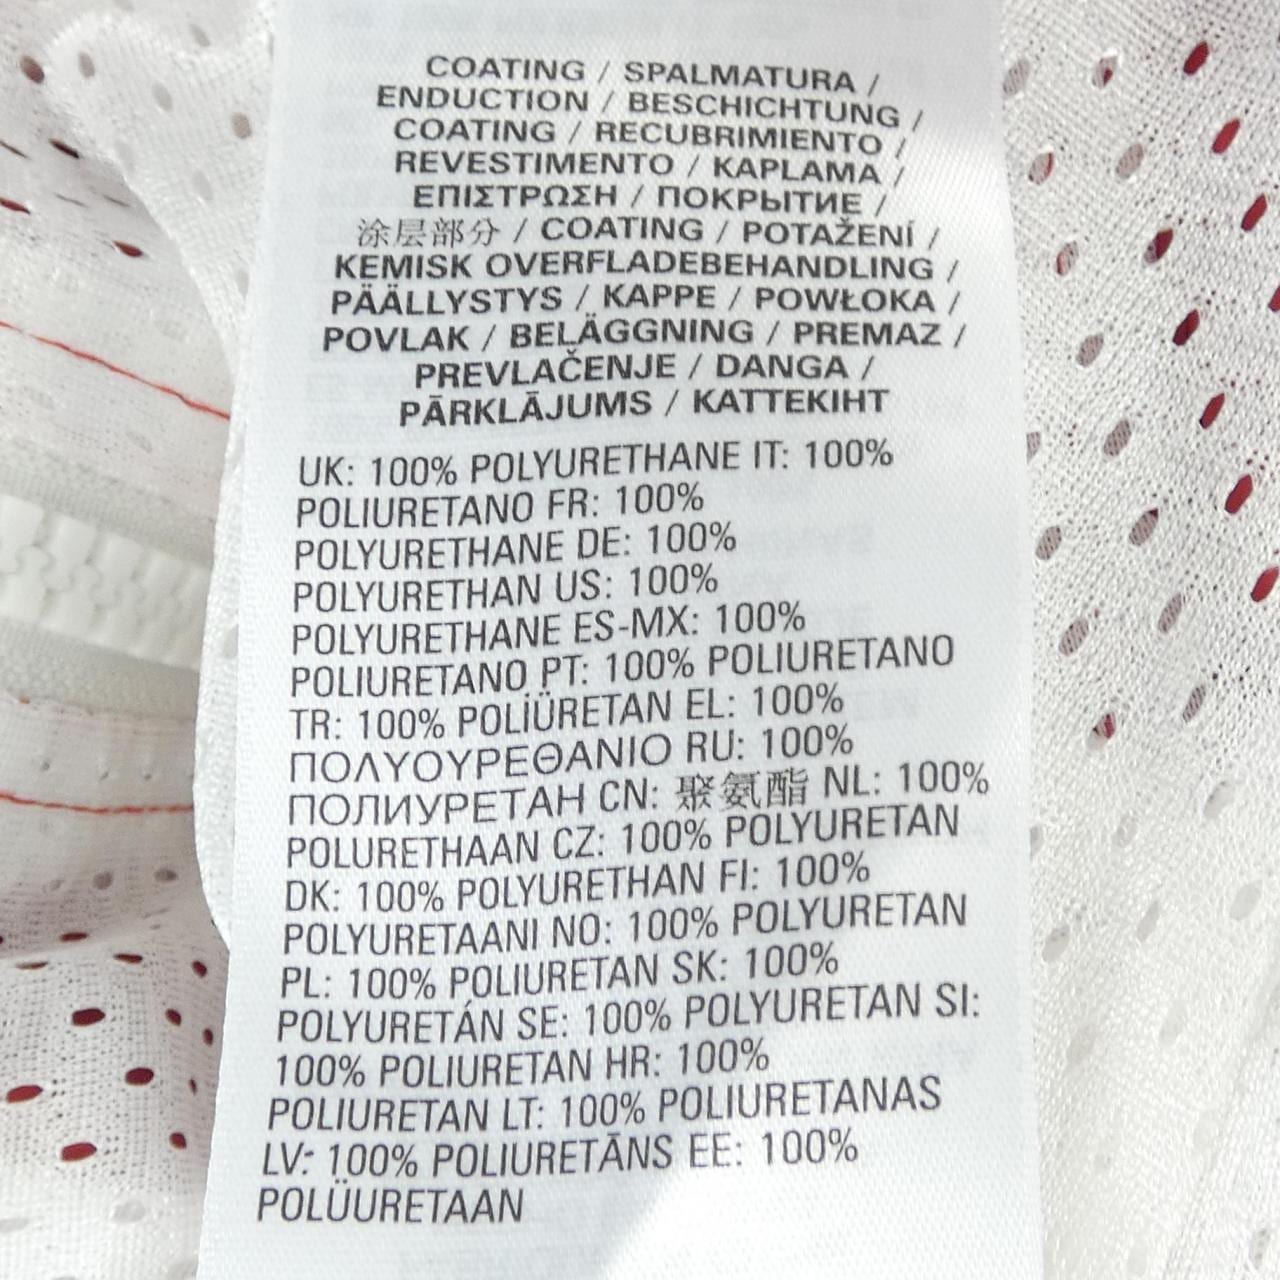 COATING / SPALMATURA /
ENDUCTION / BESCHICHTUNG /
COATING / RECUBRIMIENTO /
REVESTIMENTO / KAPLAMA /
ΕΠΙΣΤΡΩΣΗ / ПОКРЫТИЕ /
涂层部分 / COATING / POTAŽENÍ /
KEMISK OVERFLADEBEHANDLING /
PÄÄLLYSTYS / KAPPE / POWŁOKA /
POVLAK / BELÄGGNING / PREMAZ /
PREVLAČENJE / DANGA /
PĀRKLĀJUMS / KATTEKIHT
UK: 100% POLYURETHANE IT: 100%
POLIURETANO FR: 100%
POLYURETHANE DE: 100%
POLYURETHAN US: 100%
POLYURETHANE ES-MX: 100%
POLIURETANO PT: 100% POLIURETANO
TR: 100% POLİÜRETAN EL: 100%
ΠΟΛΥΟΥΡΕΘΑΝΙΟ RU: 100%
ПОЛИУРЕТАН CN: 聚氨酯 NL: 100%
POLURETHAAN CZ: 100% POLYURETAN
DK: 100% POLYURETHAN FI: 100%
POLYURETAANI NO: 100% POLYURETAN
PL: 100% POLIURETAN SK: 100%
POLYURETÁN SE: 100% POLYURETAN SI:
100% POLIURETAN HR: 100%
POLIURETAN LT: 100% POLIURETANAS
LV: 100% POLIURETĀNS EE: 100%
POLÜURETAAN